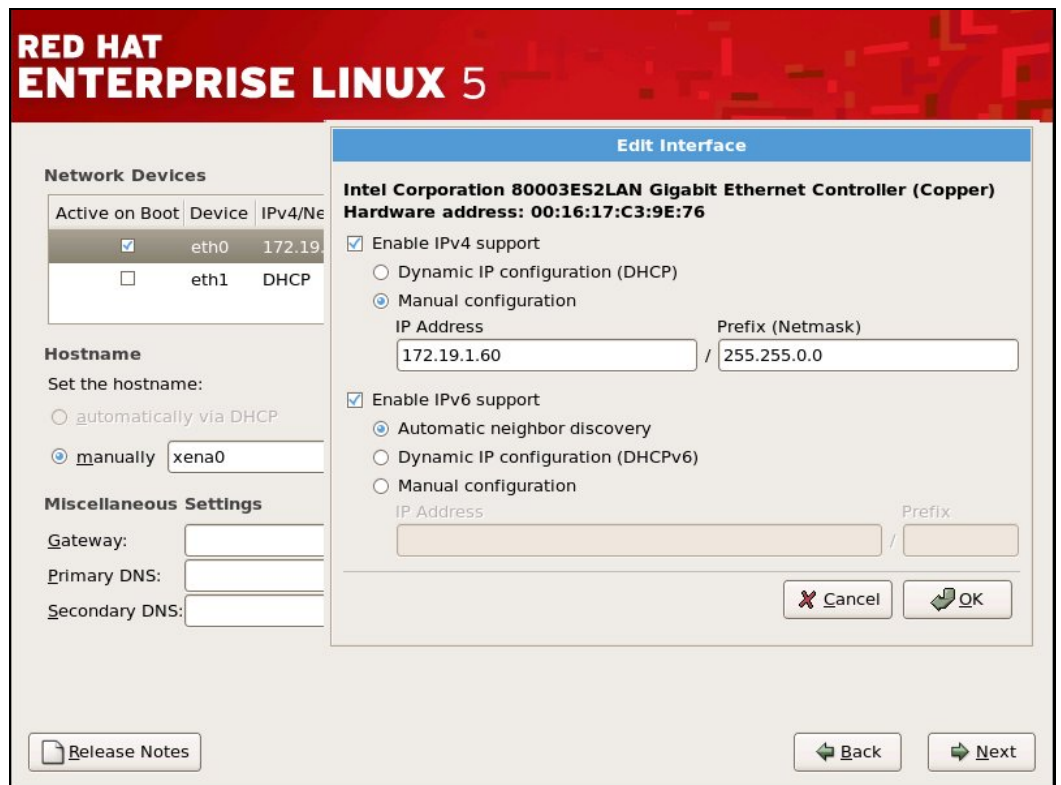 RED HAT
ENTERPRISE LINUX 5
Network Devices
Active on Boot Device IPv4/Ne
eth0 172.19.
eth1 DHCP
Hostname
Set the hostname:
automatically via DHCP
manually xena0
Miscellaneous Settings
Gateway:
Primary DNS:
Secondary DNS:
Edit Interface
Intel Corporation 80003ES2LAN Gigabit Ethernet Controller (Copper)
Hardware address: 00:16:17:C3:9E:76
Enable IPv4 support
Dynamic IP configuration (DHCP)
Manual configuration
IP Address Prefix (Netmask)
172.19.1.60 / 255.255.0.0
Enable IPv6 support
Automatic neighbor discovery
Dynamic IP configuration (DHCPv6)
Manual configuration
IP Address Prefix
/
Cancel OK
Release Notes Back Next